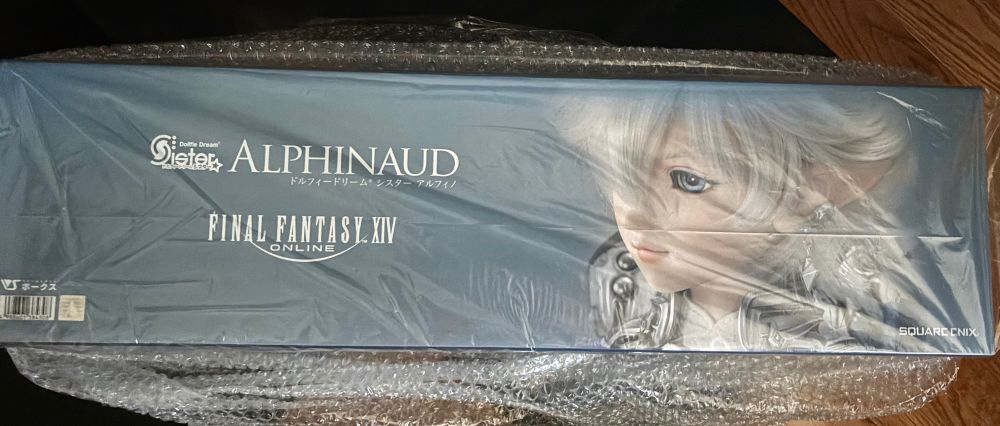 Dollfie Dream®
Sister
ALPHINAUD
ドルフィードリーム® シスター アルフィノ
FINAL FANTASY XIV
ONLINE
VS ボークス
SQUARE ENIX